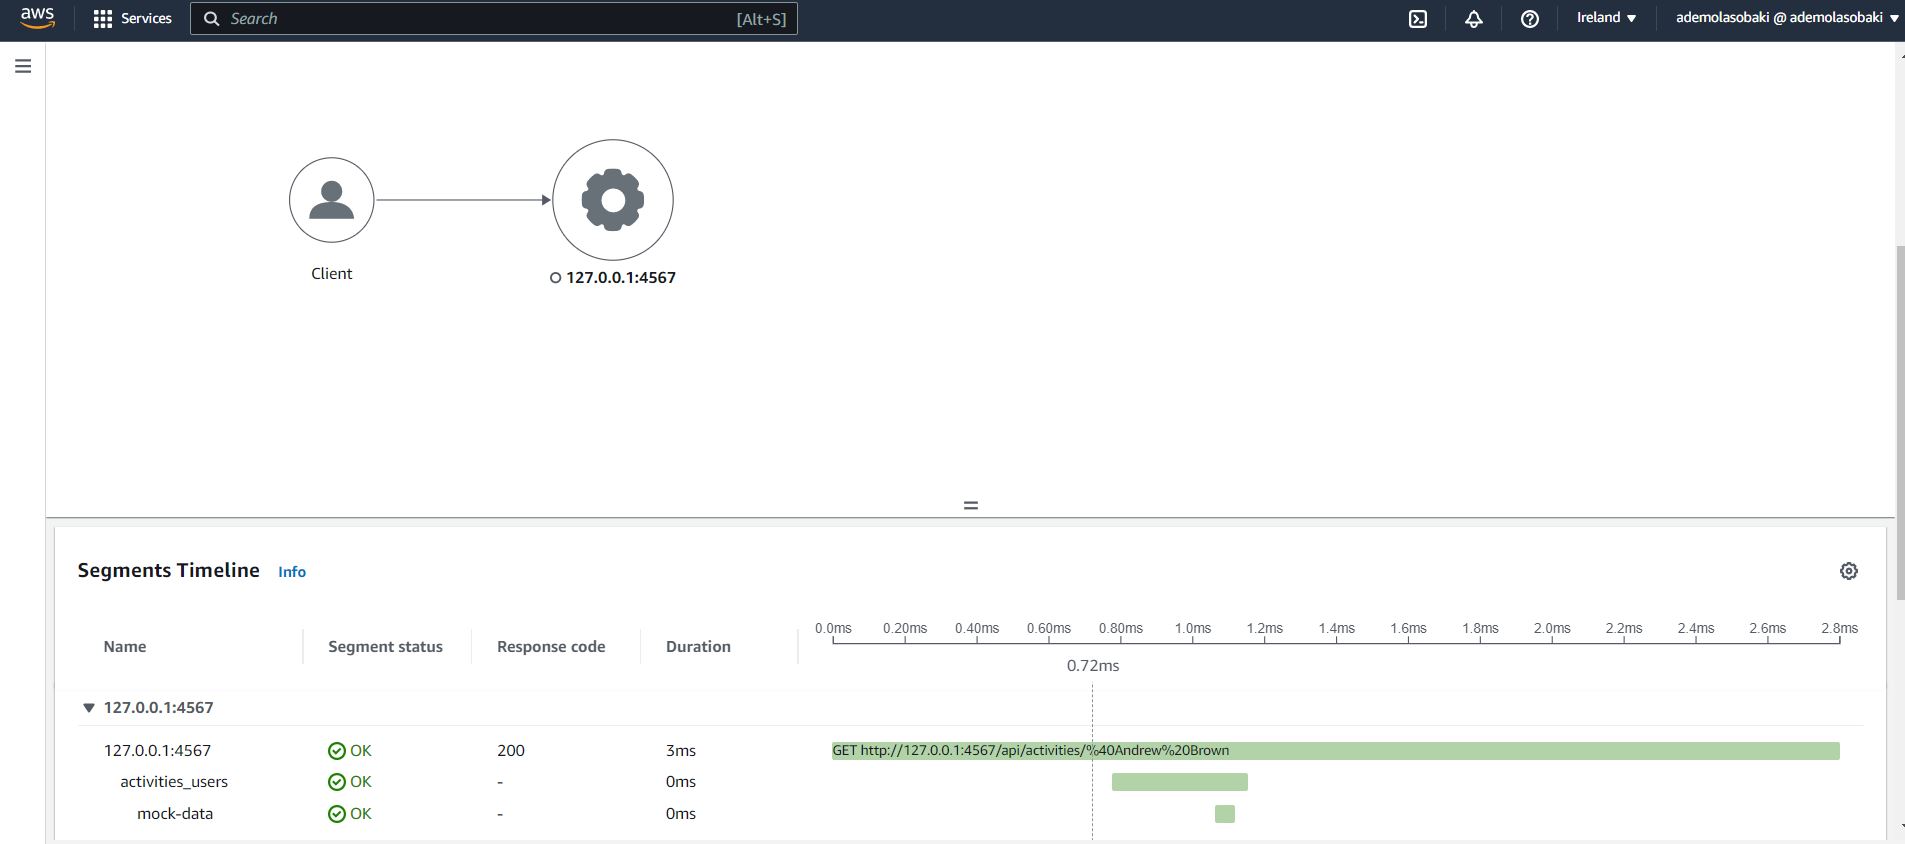 aws Services Search [Alt+S] Ireland ademolasobaki @ ademolasobaki
Client
127.0.0.1:4567
Segments Timeline Info
0.0ms 0.20ms 0.40ms 0.60ms 0.80ms 1.0ms 1.2ms 1.4ms 1.6ms 1.8ms 2.0ms 2.2ms 2.4ms 2.6ms 2.8ms
Name Segment status Response code Duration
0.72ms
127.0.0.1:4567
127.0.0.1:4567 OK 200 3ms GET http://127.0.0.1:4567/api/activities/%40Andrew%20Brown
activities_users OK - 0ms
mock-data OK - 0ms